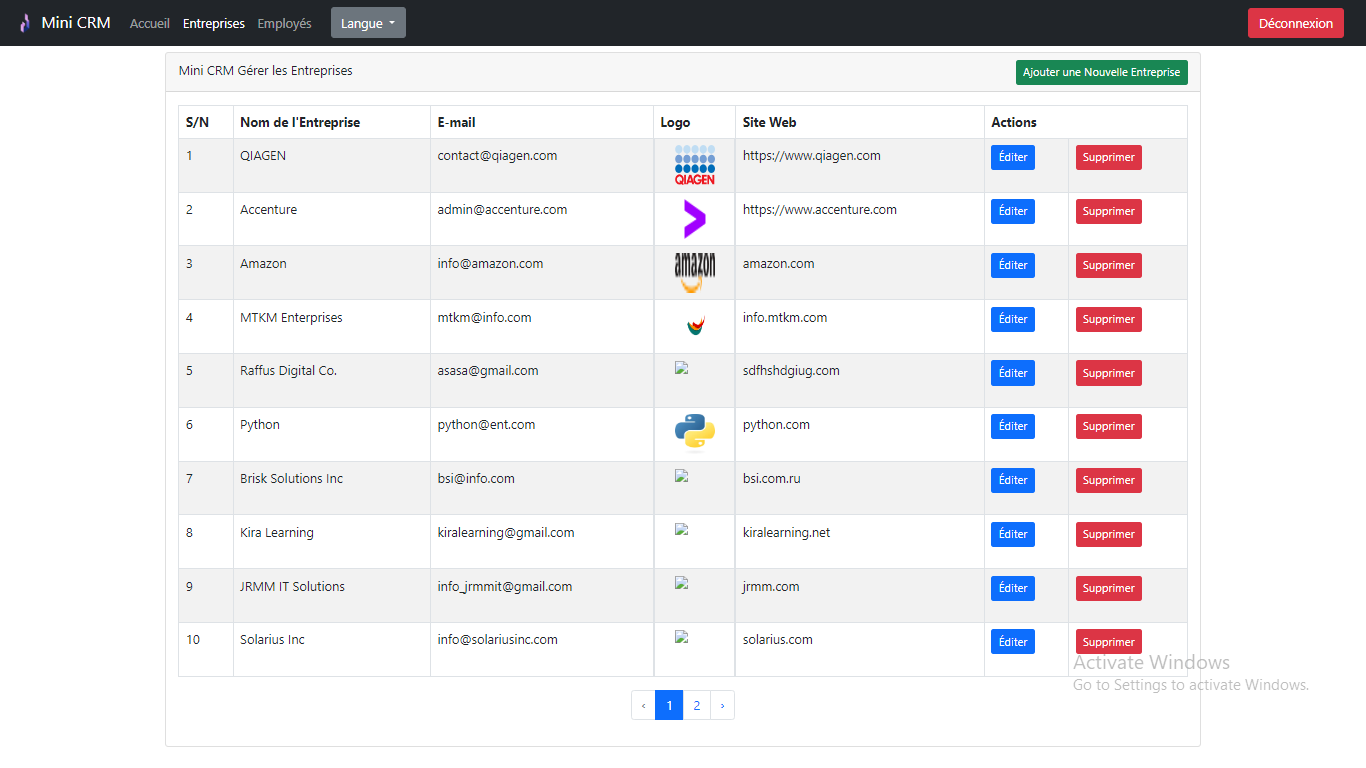 Mini CRM Accueil Entreprises Employés Langue Déconnexion
Mini CRM Gérer les Entreprises Ajouter une Nouvelle Entreprise
S/N Nom de l'Entreprise E-mail Logo Site Web Actions
1 QIAGEN contact@qiagen.com QIAGEN https://www.qiagen.com Éditer Supprimer
2 Accenture admin@accenture.com https://www.accenture.com Éditer Supprimer
3 Amazon info@amazon.com amazon amazon.com Éditer Supprimer
4 MTKM Enterprises mtkm@info.com info.mtkm.com Éditer Supprimer
5 Raffus Digital Co. asasa@gmail.com sdfhshdgiug.com Éditer Supprimer
6 Python python@ent.com python.com Éditer Supprimer
7 Brisk Solutions Inc bsi@info.com bsi.com.ru Éditer Supprimer
8 Kira Learning kiralearning@gmail.com kiralearning.net Éditer Supprimer
9 JRMM IT Solutions info_jrmmit@gmail.com jrmm.com Éditer Supprimer
10 Solarius Inc info@solariusinc.com solarius.com Éditer Supprimer
Activate Windows
Go to Settings to activate Windows.
‹ 1 2 ›